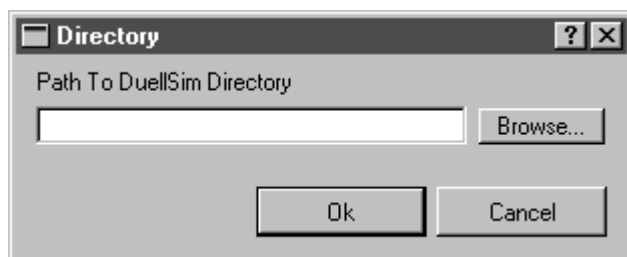 Directory
Path To DuellSim Directory
Browse...
Ok
Cancel